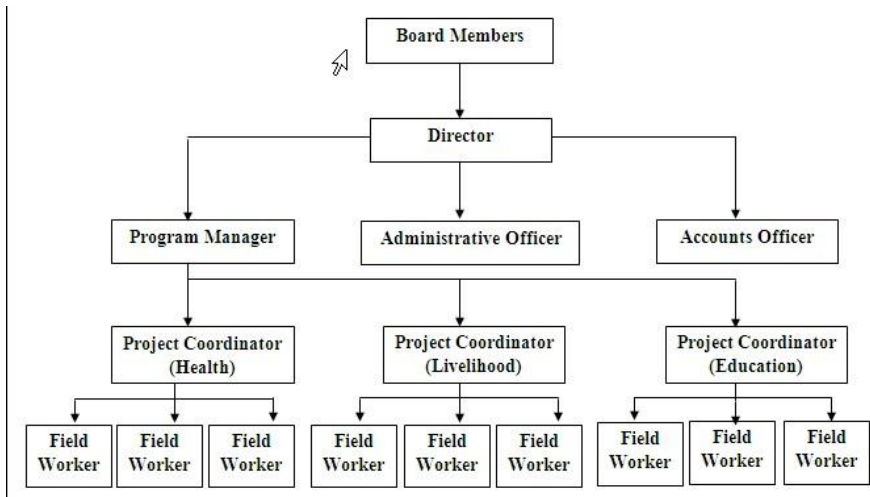 Board Members
Director
Program Manager
Administrative Officer
Accounts Officer
Project Coordinator
(Health)
Project Coordinator
(Livelihood)
Project Coordinator
(Education)
Field
Worker
Field
Worker
Field
Worker
Field
Worker
Field
Worker
Field
Worker
Field
Worker
Field
Worker
Field
Worker